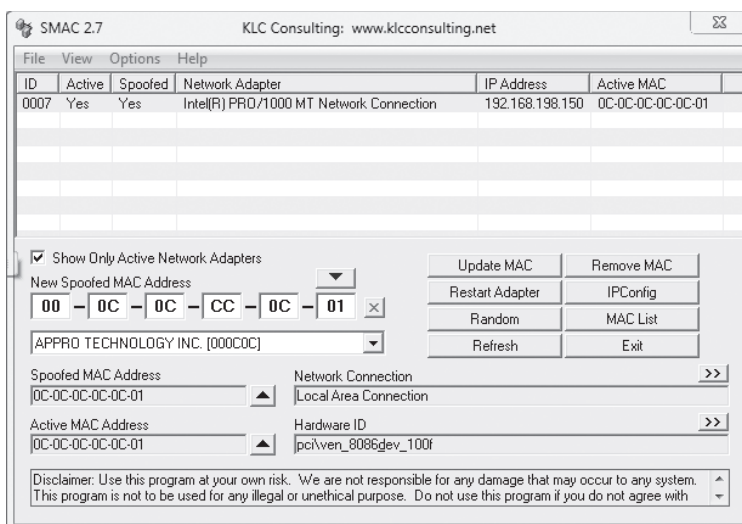 SMAC 2.7 KLC Consulting: www.klcconsulting.net
File View Options Help
ID Active Spoofed Network Adapter IP Address Active MAC
0007 Yes Yes Intel(R) PRO/1000 MT Network Connection 192.168.198.150 0C-0C-0C-0C-0C-01
Show Only Active Network Adapters
New Spoofed MAC Address
00 - 0C - 0C - CC - 0C - 01
APPRO TECHNOLOGY INC. [000C0C]
Update MAC Remove MAC
Restart Adapter IPConfig
Random MAC List
Refresh Exit
Spoofed MAC Address
0C-0C-0C-0C-0C-01
Network Connection >>
Local Area Connection
Active MAC Address
0C-0C-0C-0C-0C-01
Hardware ID >>
pci\ven_8086dev_100f
Disclaimer: Use this program at your own risk. We are not responsible for any damage that may occur to any system.
This program is not to be used for any illegal or unethical purpose. Do not use this program if you do not agree with